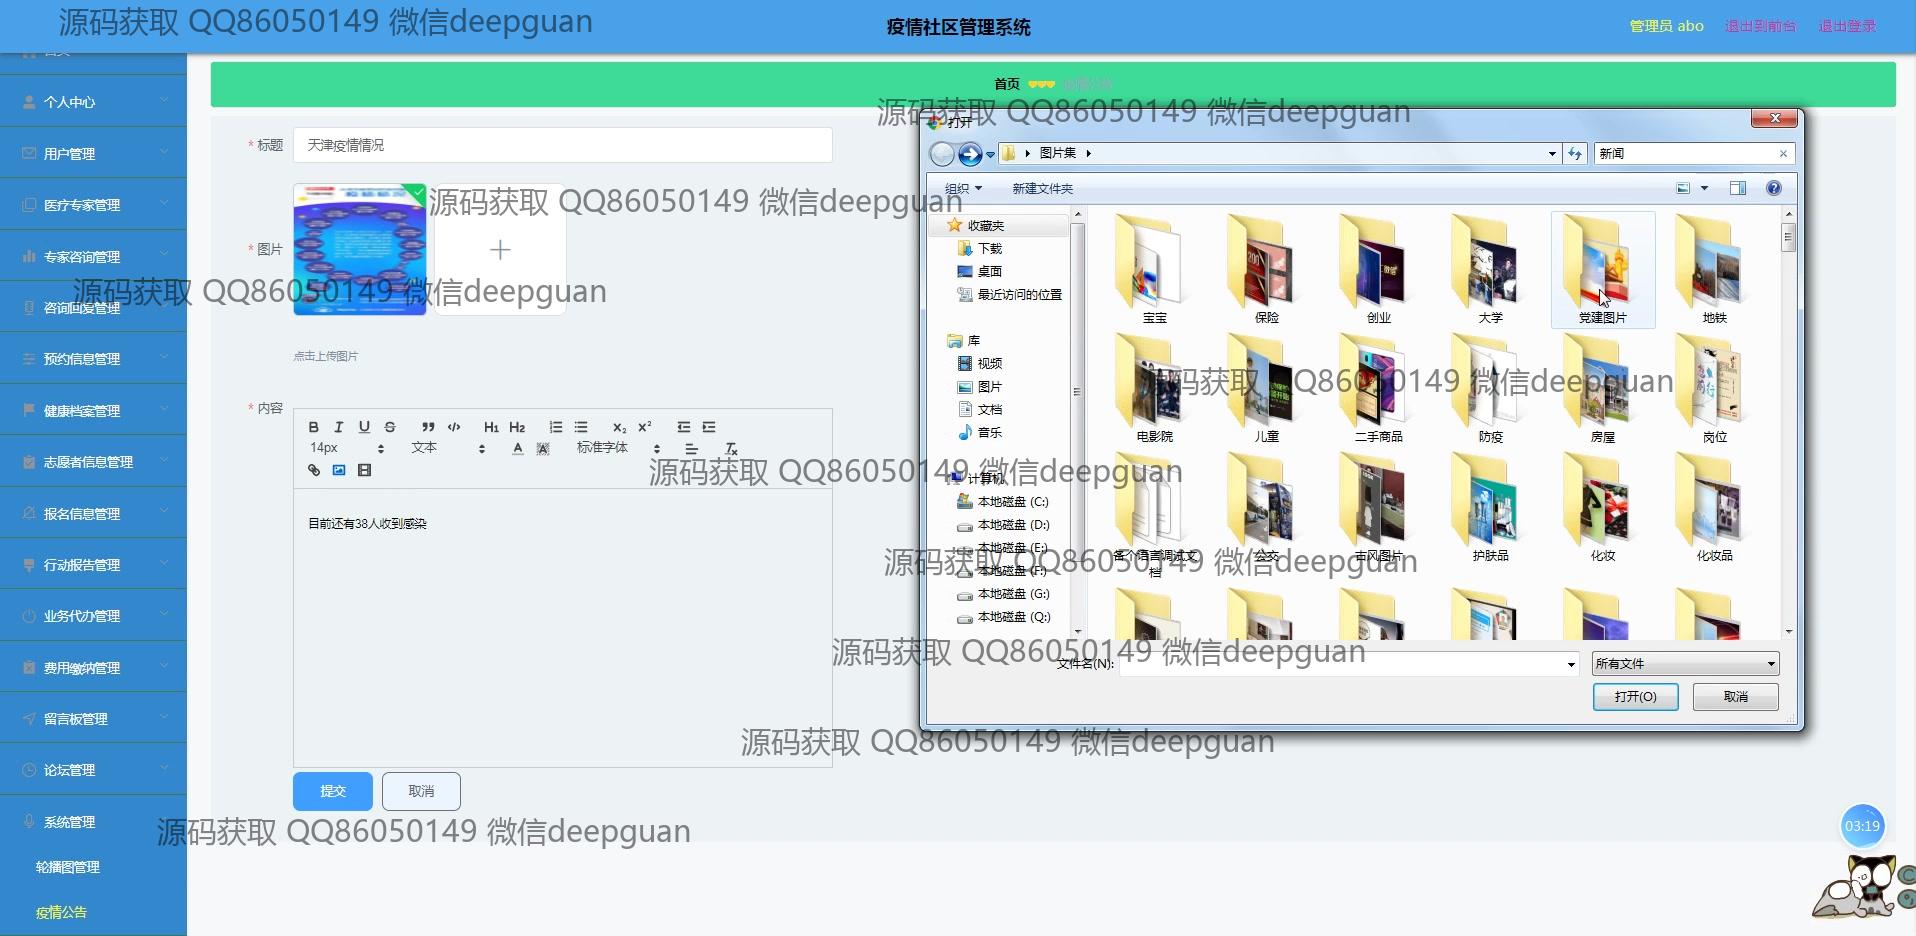 疫情社区管理系统
管理员 abo
退出到前台
退出登录
源码获取 QQ86050149 微信deepguan
首页
个人中心
用户管理
医疗专家管理
专家咨询管理
咨询回复管理
预约信息管理
健康档案管理
志愿者信息管理
报名信息管理
行动报告管理
业务代办管理
费用缴纳管理
留言板管理
论坛管理
系统管理
轮播图管理
疫情公告
首页
疫情公告
源码获取 QQ86050149 微信deepguan
* 标题
天津疫情情况
* 图片
源码获取 QQ86050149 微信deepguan
源码获取 QQ86050149 微信deepguan
点击上传图片
* 内容
B I U S
H1 H2
x2 x2
14px
文本
标准字体
目前还有38人收到感染
提交
取消
打开
图片集
新闻
组织
新建文件夹
收藏夹
下载
桌面
最近访问的位置
库
视频
图片
文档
音乐
计算机
本地磁盘 (C:)
本地磁盘 (D:)
本地磁盘 (E:)
本地磁盘 (F:)
本地磁盘 (G:)
本地磁盘 (Q:)
宝宝
保险
创业
大学
党建图片
地铁
电影院
儿童
二手商品
防疫
房屋
岗位
各个语言调试文档
公交
古风图片
护肤品
化妆
化妆品
源码获取 QQ86050149 微信deepguan
源码获取 QQ86050149 微信deepguan
源码获取 QQ86050149 微信deepguan
源码获取 QQ86050149 微信deepguan
文件名(N):
所有文件
打开(O)
取消
源码获取 QQ86050149 微信deepguan
源码获取 QQ86050149 微信deepguan
03:19